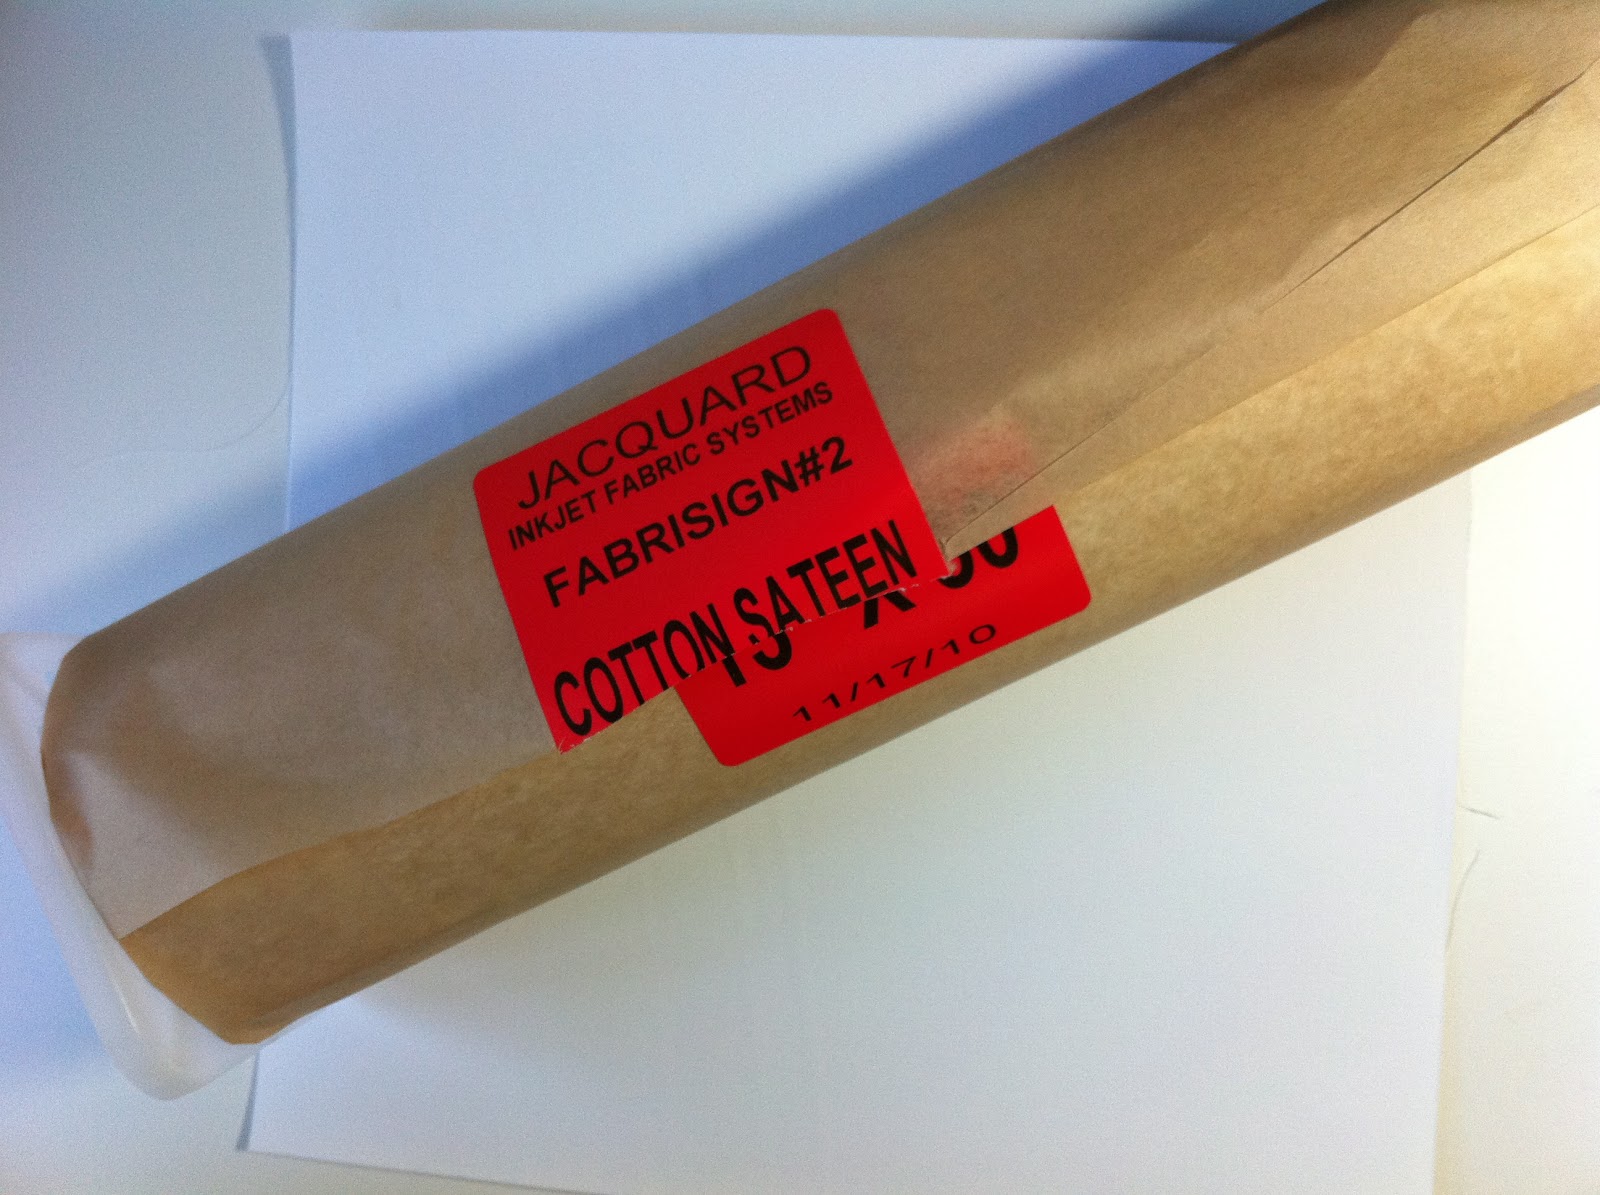 JACQUARD
INKJET FABRIC SYSTEMS
FABRISIGN#2
COTTON SATEEN
X
11/17/10